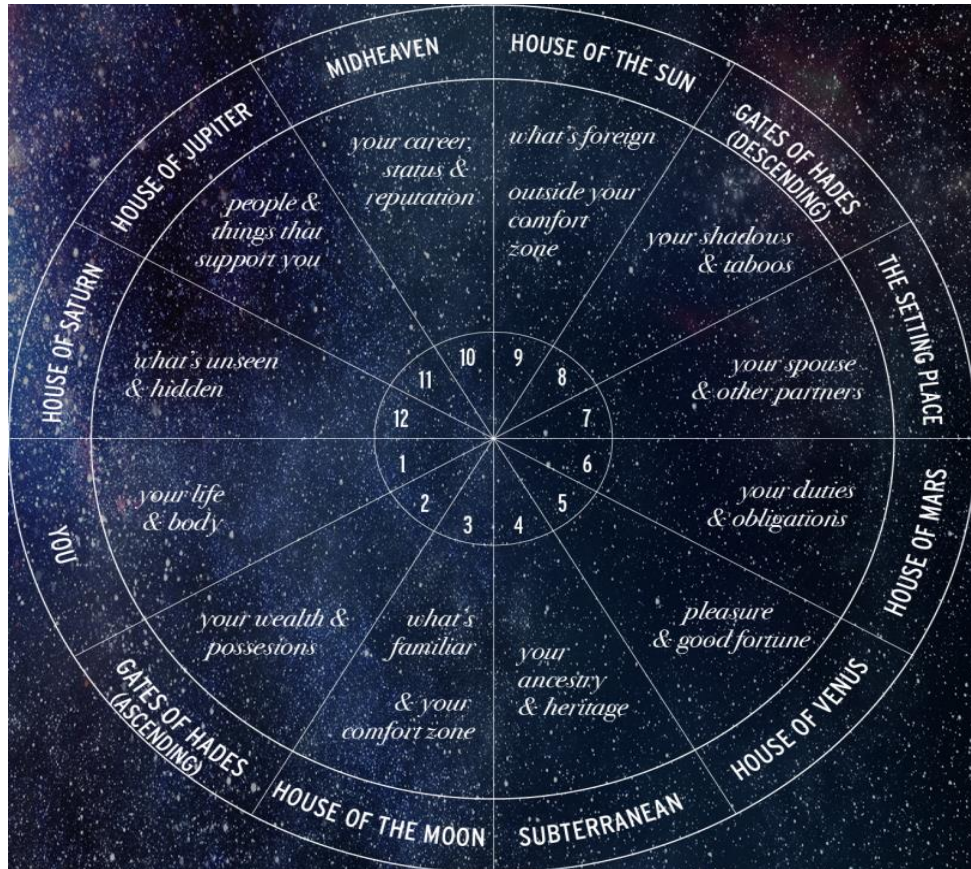 MIDHEAVEN
HOUSE OF THE SUN
GATES OF HADES
(DESCENDING)
THE SETTING PLACE
HOUSE OF MARS
HOUSE OF VENUS
SUBTERRANEAN
HOUSE OF THE MOON
GATES OF HADES
(ASCENDING)
YOU
HOUSE OF SATURN
HOUSE OF JUPITER
your career,
status &
reputation
what's foreign
outside your
comfort
zone
your shadows
& taboos
your spouse
& other partners
your duties
& obligations
pleasure
& good fortune
your
ancestry
& heritage
what's
familiar
& your
comfort zone
your wealth &
possesions
your life
& body
what's unseen
& hidden
people &
things that
support you
10
9
8
7
6
5
4
3
2
1
12
11